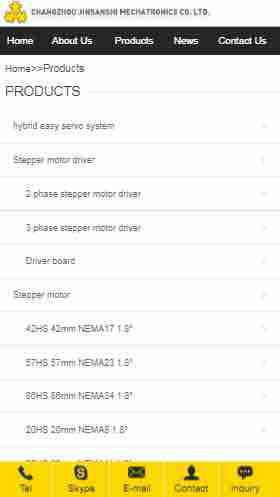 CHANGZHOU JINSANSHI MECHATRONICS CO. LTD.
Home About Us Products News Contact Us
Home>>Products
PRODUCTS
hybrid easy servo system
Stepper motor driver
2 phase stepper motor driver
3 phase stepper motor driver
Driver board
Stepper motor
42HS 42mm NEMA17 1.8°
57HS 57mm NEMA23 1.8°
86HS 86mm NEMA34 1.8°
20HS 20mm NEMA8 1.8°
Tel Skype E-mail Contact Inquiry